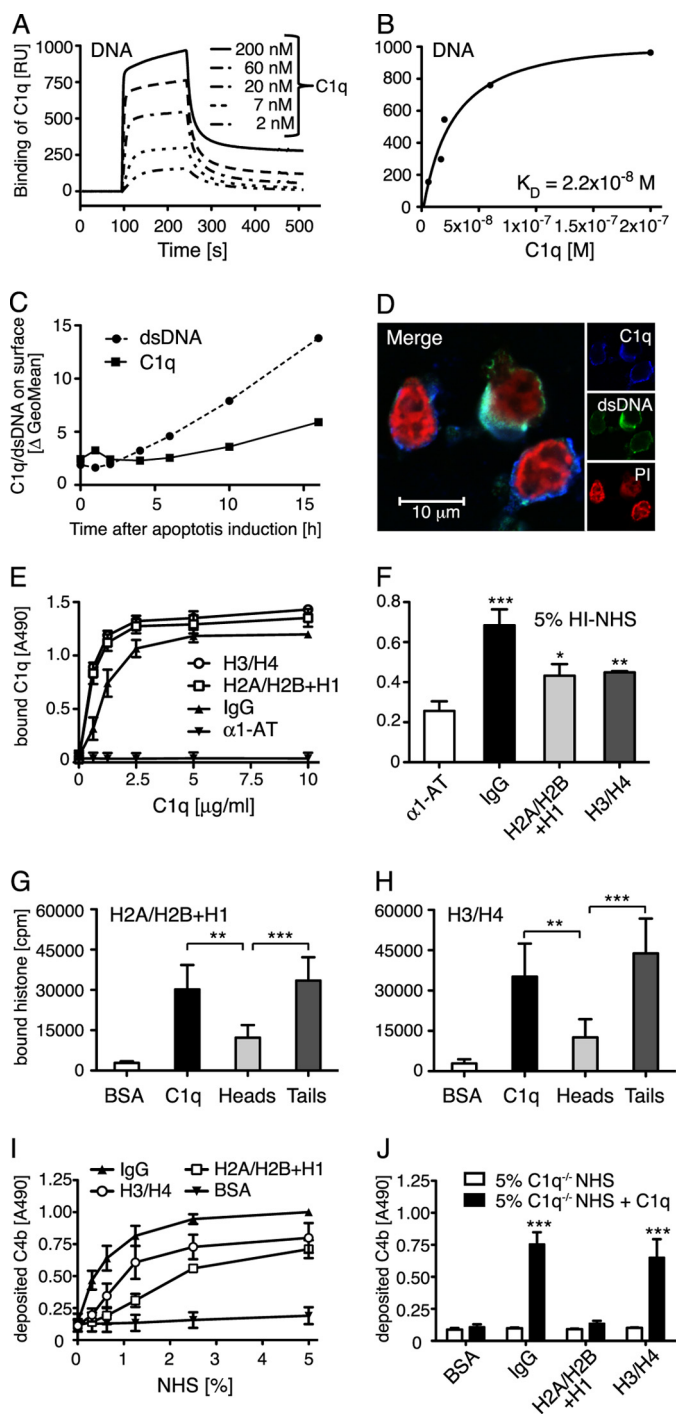 A
DNA
200 nM
60 nM
20 nM
7 nM
2 nM
C1q
Binding of C1q [RU]
1000
750
500
250
0
0 100 200 300 400 500
Time [s]
B
DNA
1000
800
600
400
200
0
K_D = 2.2x10⁻⁸ M
5x10⁻⁸ 1x10⁻⁷ 1.5x10⁻⁷ 2x10⁻⁷
C1q [M]
C
C1q/dsDNA on surface
[Δ GeoMean]
15
10
5
0
dsDNA
C1q
0 5 10 15
Time after apoptotis induction [h]
D
Merge
10 μm
C1q
dsDNA
PI
E
bound C1q [A490]
1.5
1.0
0.5
0
H3/H4
H2A/H2B+H1
IgG
α1-AT
0 2.5 5 7.5 10
C1q [μg/ml]
F
5% HI-NHS
0.8
0.6
0.4
0.2
0
***
*
**
α1-AT
IgG
H2A/H2B
+H1
H3/H4
G
H2A/H2B+H1
bound histone [cpm]
60000
45000
30000
15000
0
** ***
BSA C1q Heads Tails
H
H3/H4
60000
45000
30000
15000
0
** ***
BSA C1q Heads Tails
I
IgG
H2A/H2B+H1
H3/H4
BSA
deposited C4b [A490]
1.25
1.00
0.75
0.50
0.25
0
0 1 2 3 4 5
NHS [%]
J
5% C1q⁻/⁻ NHS
5% C1q⁻/⁻ NHS + C1q
deposited C4b [A490]
1.25
1.00
0.75
0.50
0.25
0
***
***
BSA
IgG
H2A/H2B
+H1
H3/H4